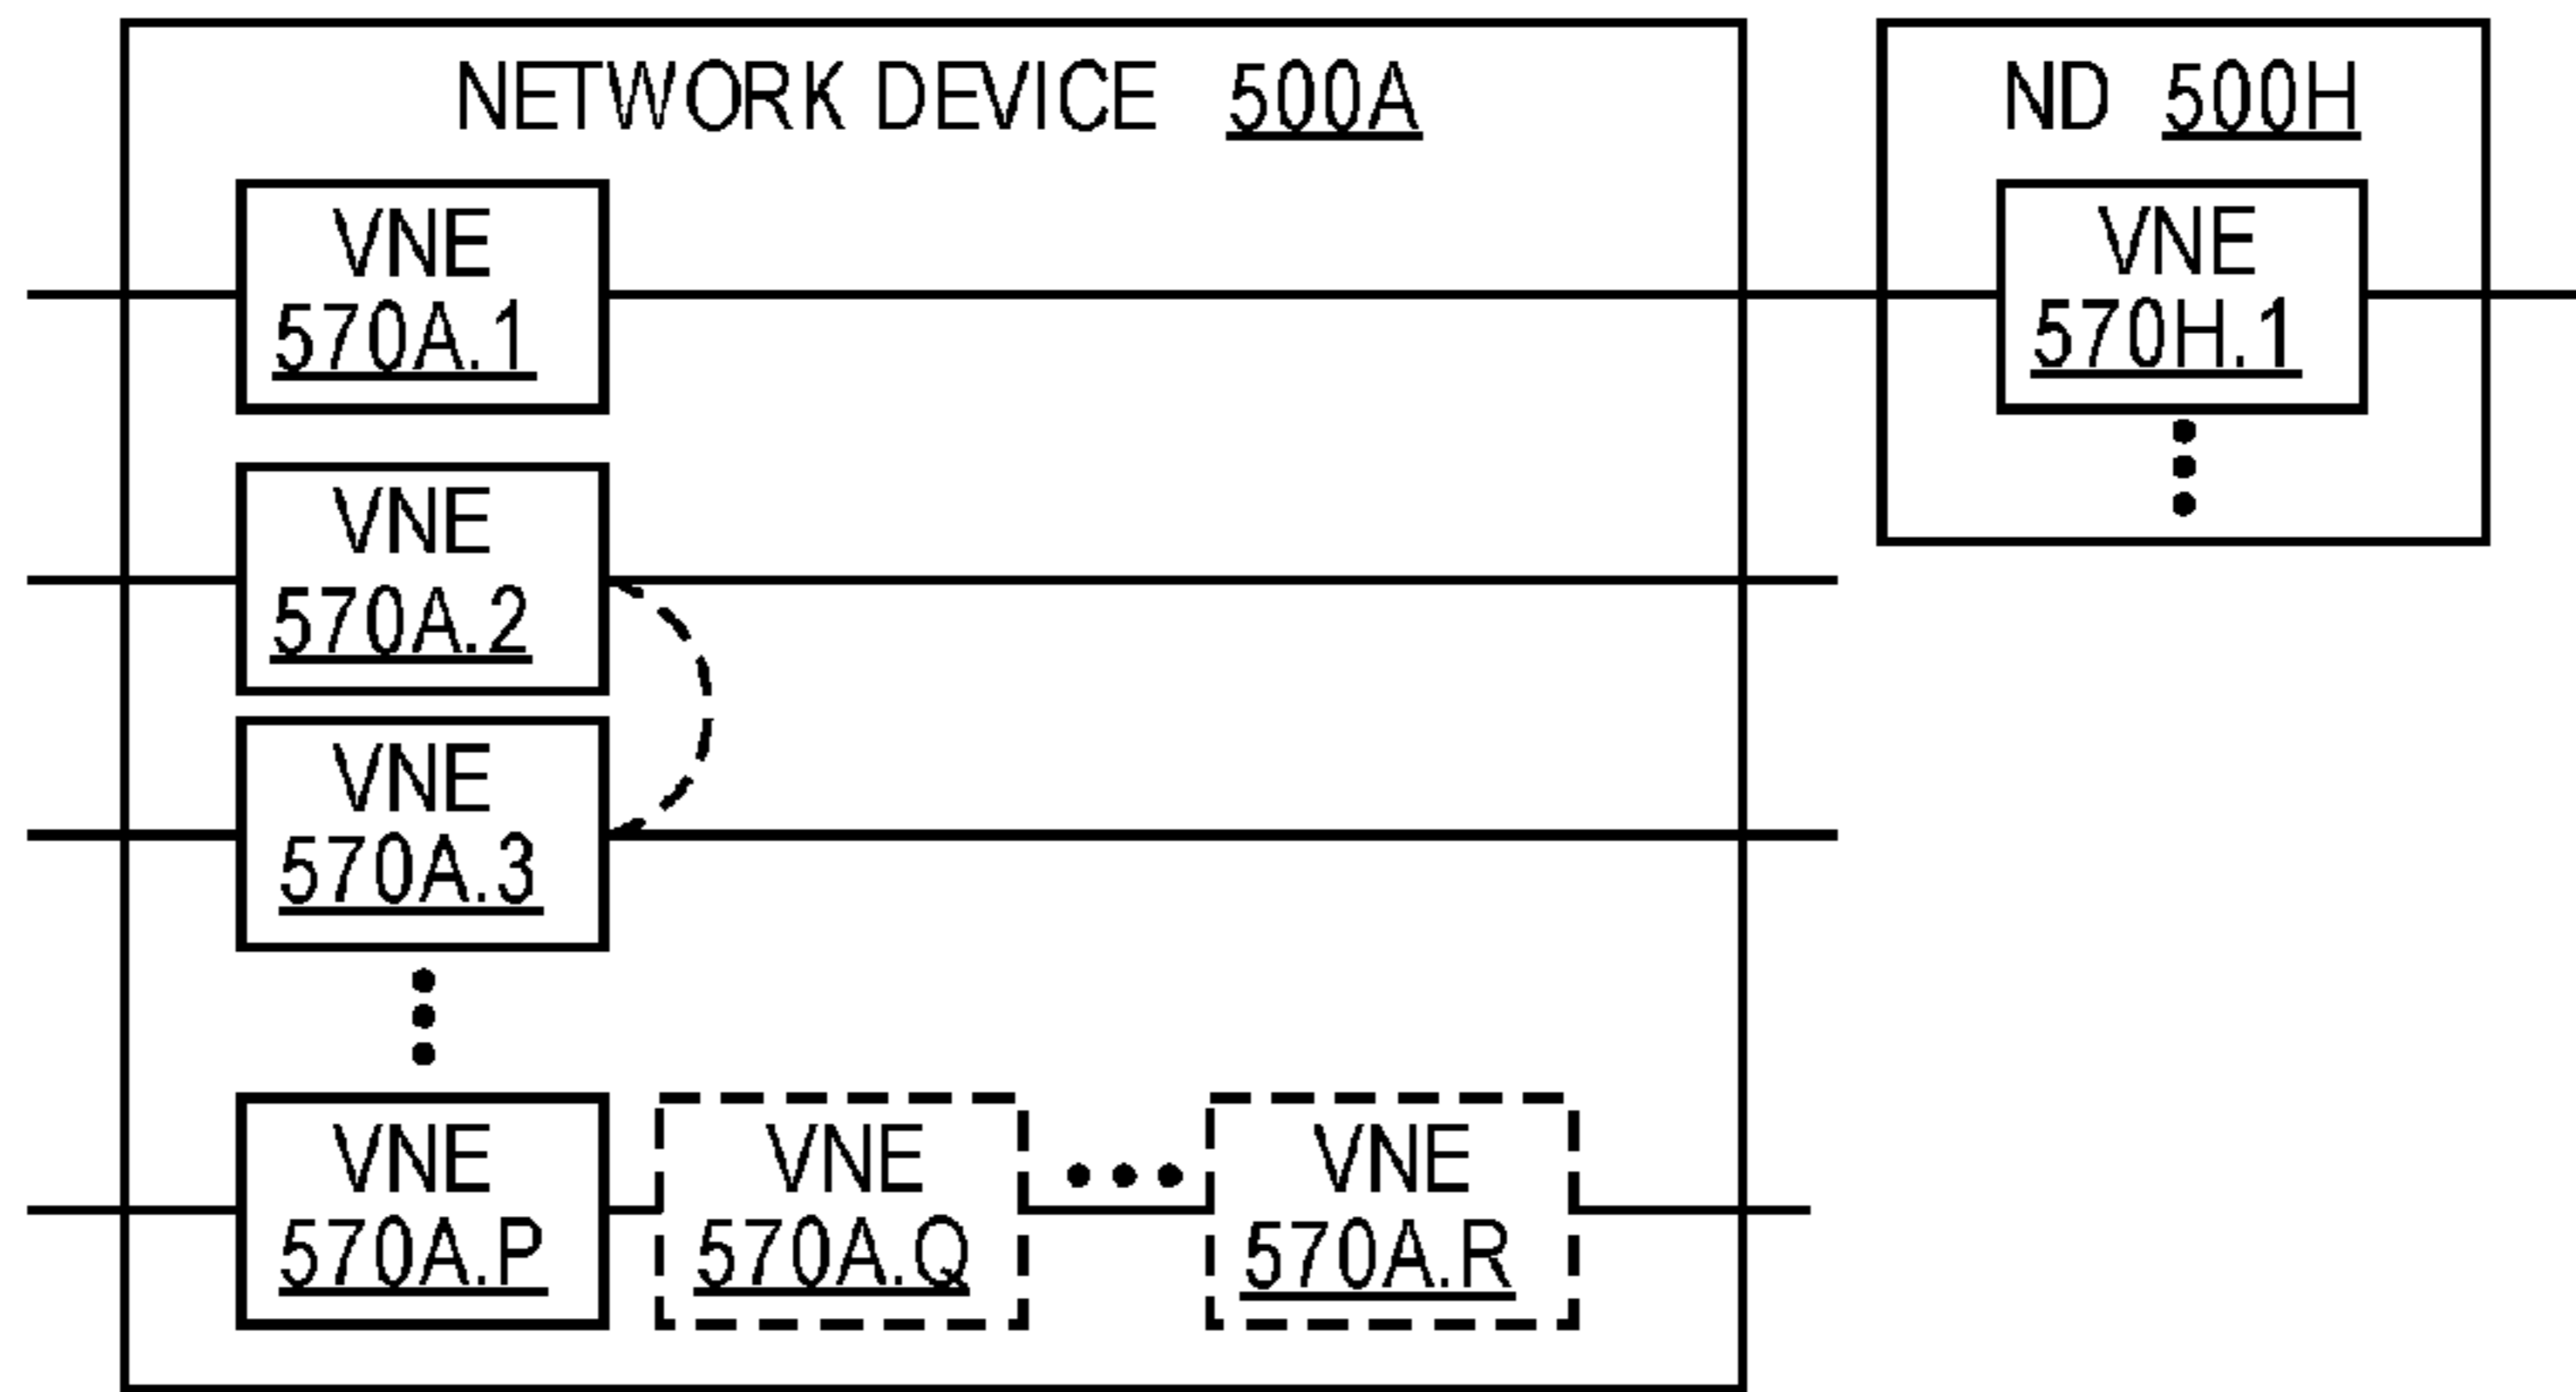 NETWORK DEVICE 500A
ND 500H
VNE
570A.1
VNE
570H.1
VNE
570A.2
VNE
570A.3
VNE
570A.P
VNE
570A.Q
VNE
570A.R